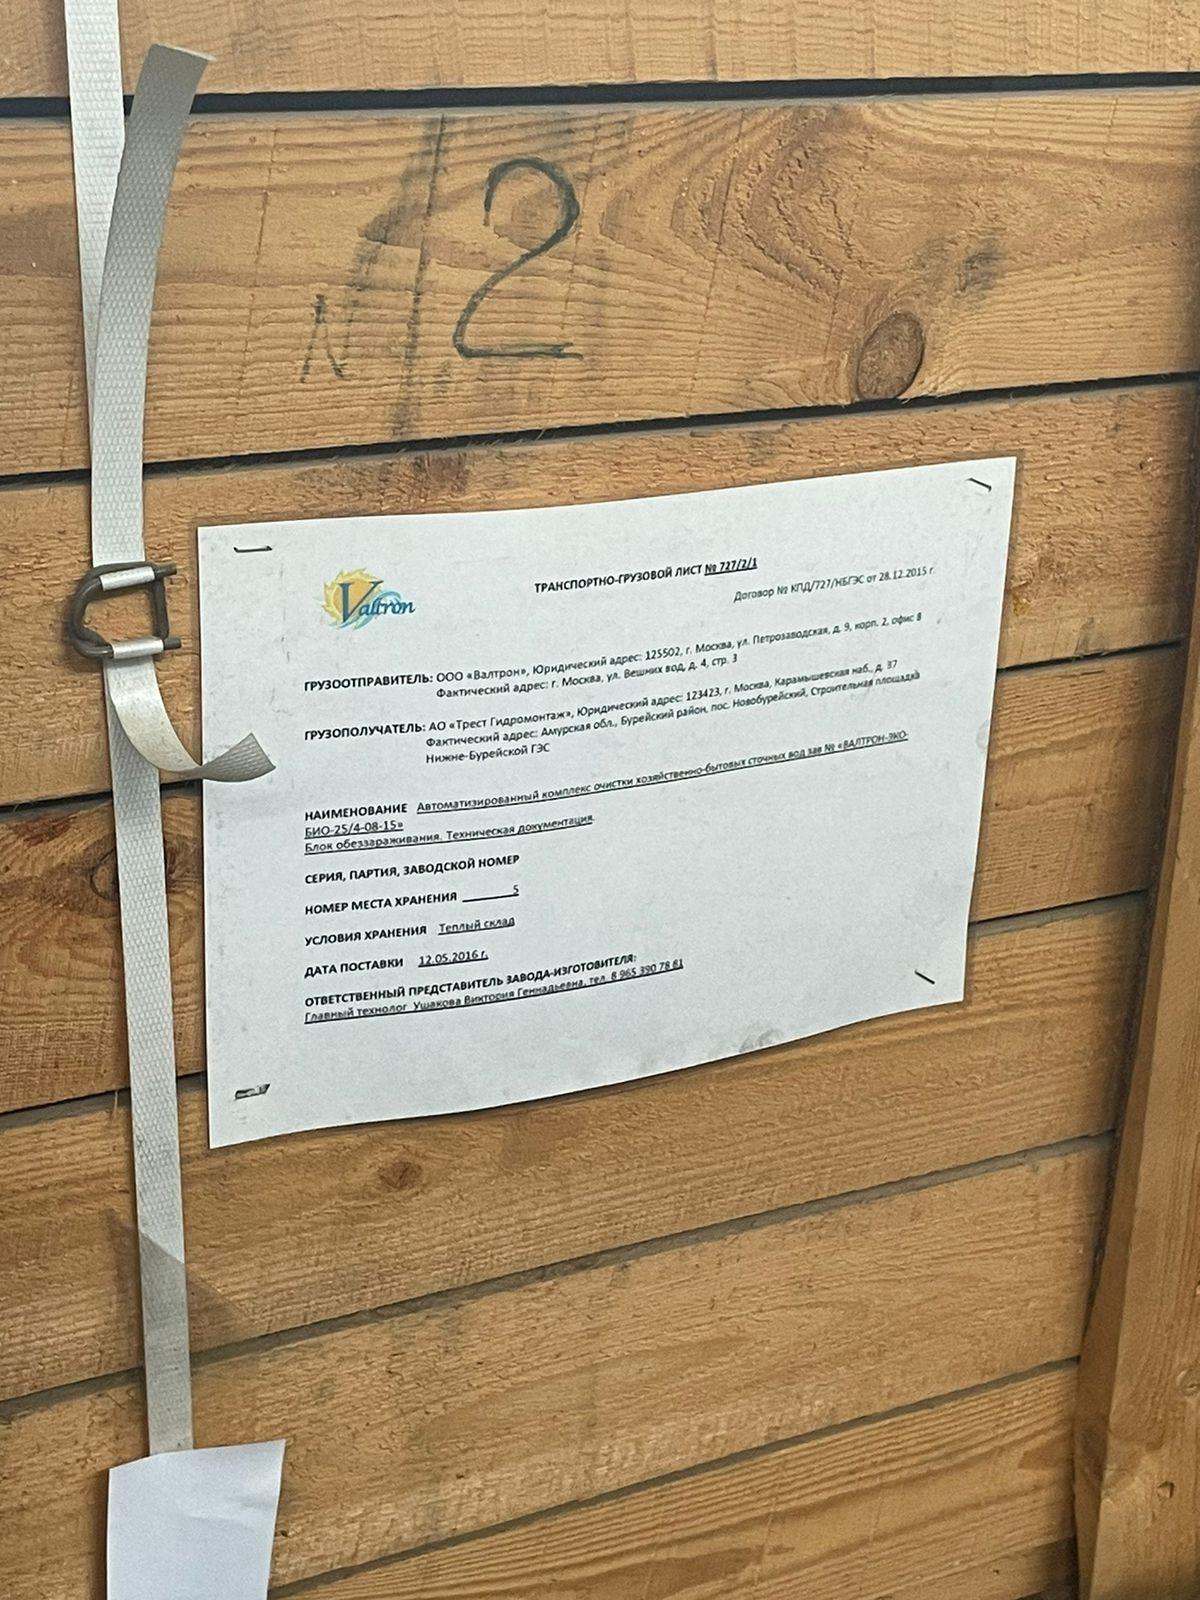 N 2
Valtron
ТРАНСПОРТНО-ГРУЗОВОЙ ЛИСТ № 727/2/1
Договор № КПД/727/НБГЭС от 28.12.2015 г.
ГРУЗООТПРАВИТЕЛЬ: ООО «Валтрон», Юридический адрес: 125502, г. Москва, ул. Петрозаводская, д. 9, корп. 2, офис 8
Фактический адрес: г. Москва, ул. Вешних вод, д. 4, стр. 3
ГРУЗОПОЛУЧАТЕЛЬ: АО «Трест Гидромонтаж», Юридический адрес: 123423, г. Москва, Карамышевская наб., д. 37
Фактический адрес: Амурская обл., Бурейский район, пос. Новобурейский, Строительная площадка
Нижне-Бурейской ГЭС
НАИМЕНОВАНИЕ Автоматизированный комплекс очистки хозяйственно-бытовых сточных вод зав № «ВАЛТРОН-ЭКО-
БИО-25/4-08-15»
Блок обеззараживания. Техническая документация.
СЕРИЯ, ПАРТИЯ, ЗАВОДСКОЙ НОМЕР
НОМЕР МЕСТА ХРАНЕНИЯ 5
УСЛОВИЯ ХРАНЕНИЯ Теплый склад
ДАТА ПОСТАВКИ 12.05.2016 г.
ОТВЕТСТВЕННЫЙ ПРЕДСТАВИТЕЛЬ ЗАВОДА-ИЗГОТОВИТЕЛЯ:
Главный технолог Ушакова Виктория Геннадьевна, тел. 8 965 390 78 81